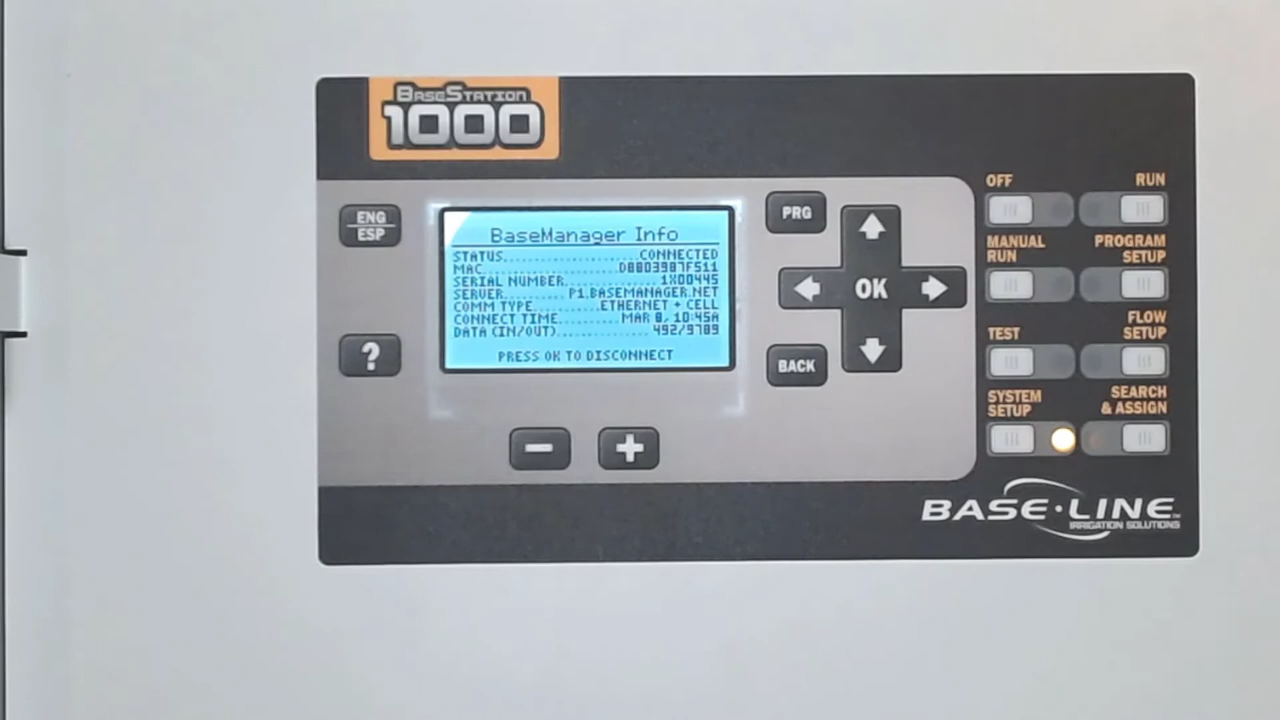 BASESTATION
1000
ENG
ESP
?
BaseManager Info
STATUS......................CONNECTED
SERIAL NUMBER...............1X00445
SERVER........P1.BASEMANAGER.NET
COMM TYPE..........ETHERNET + CELL
CONNECT TIME..........MAR 8, 10:45A
DATA (IN/OUT)................492/9789
PRESS OK TO DISCONNECT
PRG
OK
BACK
OFF
RUN
MANUAL
RUN
PROGRAM
SETUP
TEST
FLOW
SETUP
SYSTEM
SETUP
SEARCH
& ASSIGN
BASE·LINE
IRRIGATION SOLUTIONS